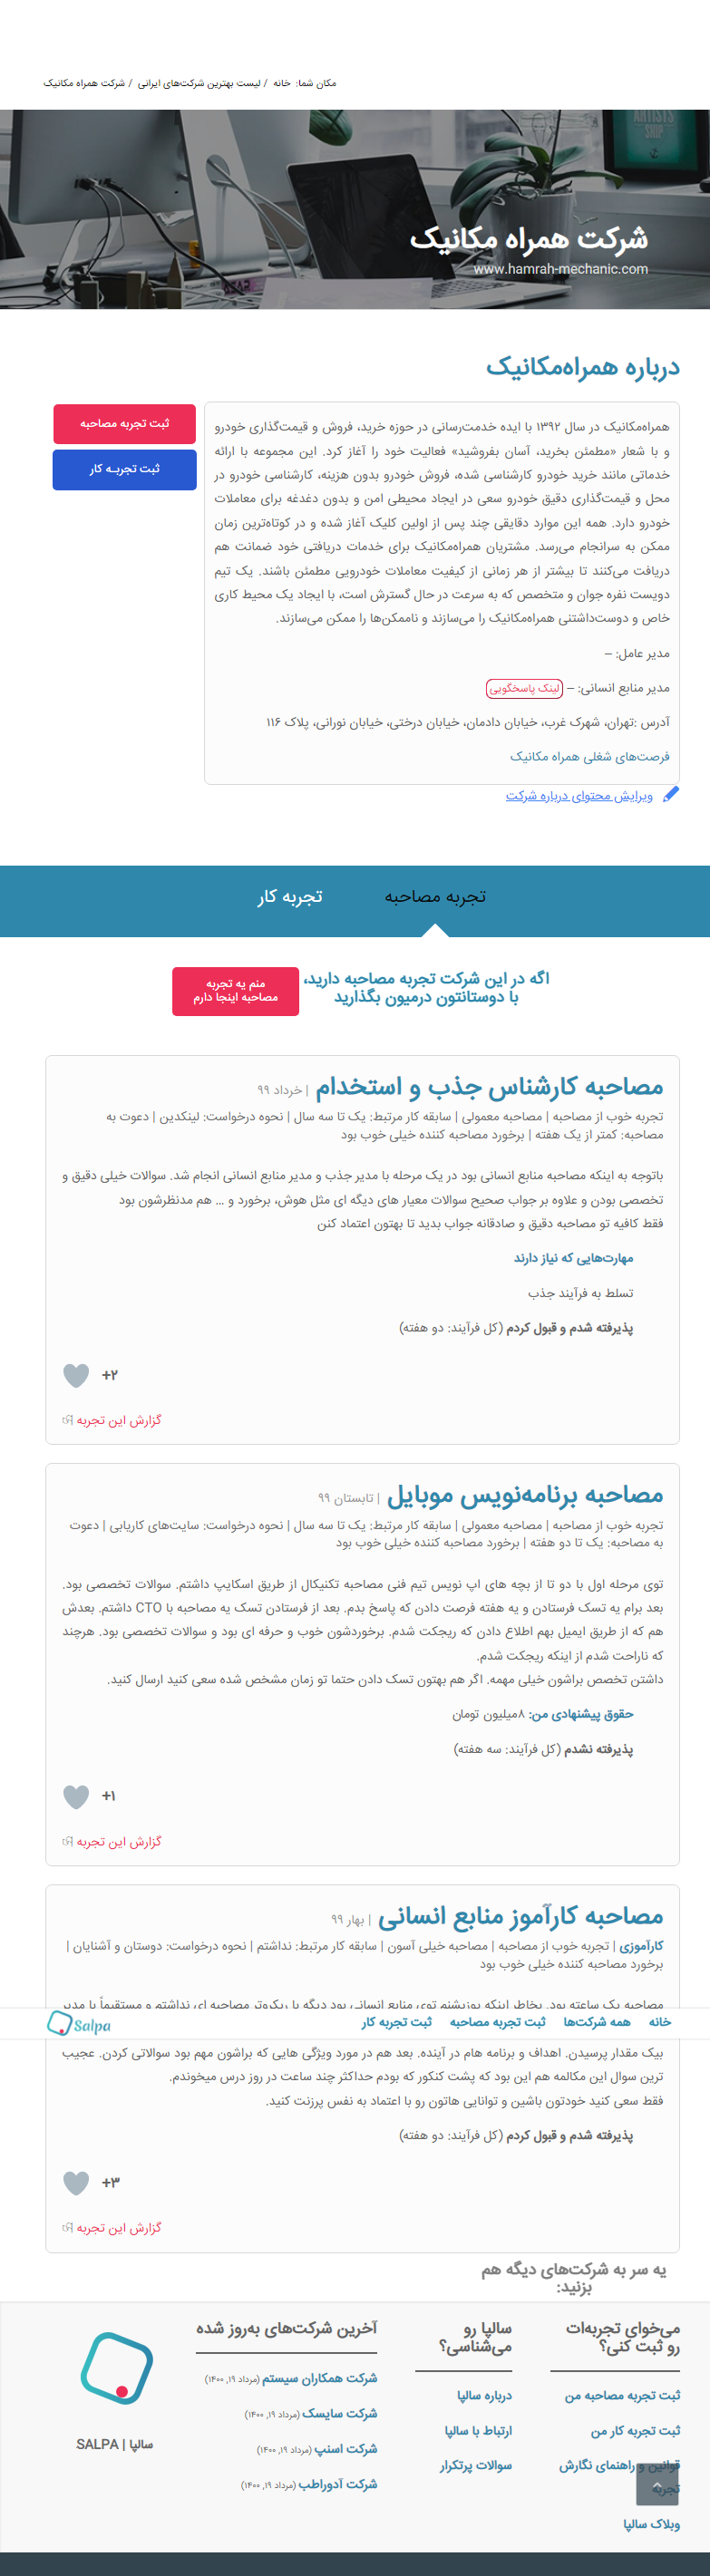 مکان شما: خانه / لیست بهترین شرکت‌های ایرانی / شرکت همراه مکانیک
ARTISTS
SHIP
شرکت همراه مکانیک
www.hamrah-mechanic.com
درباره همراه‌مکانیک
همراه‌مکانیک در سال ۱۳۹۲ با ایده خدمت‌رسانی در حوزه خرید، فروش و قیمت‌گذاری خودرو
و با شعار «مطمئن بخرید، آسان بفروشید» فعالیت خود را آغاز کرد. این مجموعه با ارائه
خدماتی مانند خرید خودرو کارشناسی شده، فروش خودرو بدون هزینه، کارشناسی خودرو در
محل و قیمت‌گذاری دقیق خودرو سعی در ایجاد محیطی امن و بدون دغدغه برای معاملات
خودرو دارد. همه این موارد دقایقی چند پس از اولین کلیک آغاز شده و در کوتاه‌ترین زمان
ممکن به سرانجام می‌رسد. مشتریان همراه‌مکانیک برای خدمات دریافتی خود ضمانت هم
دریافت می‌کنند تا بیشتر از هر زمانی از کیفیت معاملات خودرویی مطمئن باشند. یک تیم
دویست نفره جوان و متخصص که به سرعت در حال گسترش است، با ایجاد یک محیط کاری
خاص و دوست‌داشتنی همراه‌مکانیک را می‌سازند و ناممکن‌ها را ممکن می‌سازند.
مدیر عامل: –
مدیر منابع انسانی: – لینک پاسخگویی
آدرس :تهران، شهرک غرب، خیابان دادمان، خیابان درختی، خیابان نورانی، پلاک ۱۱۶
فرصت‌های شغلی همراه مکانیک
ویرایش محتوای درباره شرکت
ثبت تجربه مصاحبه
ثبت تجربـه کار
تجربه مصاحبه
تجربه کار
اگه در این شرکت تجربه مصاحبه دارید،
با دوستانتون درمیون بگذارید
منم یه تجربه
مصاحبه اینجا دارم
مصاحبه کارشناس جذب و استخدام | خرداد ۹۹
تجربه خوب از مصاحبه | مصاحبه معمولی | سابقه کار مرتبط: یک تا سه سال | نحوه درخواست: لینکدین | دعوت به
مصاحبه: کمتر از یک هفته | برخورد مصاحبه کننده خیلی خوب بود
باتوجه به اینکه مصاحبه منابع انسانی بود در یک مرحله با مدیر جذب و مدیر منابع انسانی انجام شد. سوالات خیلی دقیق و
تخصصی بودن و علاوه بر جواب صحیح سوالات معیار های دیگه ای مثل هوش، برخورد و ... هم مدنظرشون بود
فقط کافیه تو مصاحبه دقیق و صادقانه جواب بدید تا بهتون اعتماد کنن
مهارت‌هایی که نیاز دارند
تسلط به فرآیند جذب
پذیرفته شدم و قبول کردم (کل فرآیند: دو هفته)
+۲
گزارش این تجربه
مصاحبه برنامه‌نویس موبایل | تابستان ۹۹
تجربه خوب از مصاحبه | مصاحبه معمولی | سابقه کار مرتبط: یک تا سه سال | نحوه درخواست: سایت‌های کاریابی | دعوت
به مصاحبه: یک تا دو هفته | برخورد مصاحبه کننده خیلی خوب بود
توی مرحله اول با دو تا از بچه های اپ نویس تیم فنی مصاحبه تکنیکال از طریق اسکایپ داشتم. سوالات تخصصی بود.
بعد برام یه تسک فرستادن و یه هفته فرصت دادن که پاسخ بدم. بعد از فرستادن تسک یه مصاحبه با CTO داشتم. بعدش
هم که از طریق ایمیل بهم اطلاع دادن که ریجکت شدم. برخوردشون خوب و حرفه ای بود و سوالات تخصصی بود. هرچند
که ناراحت شدم از اینکه ریجکت شدم.
داشتن تخصص براشون خیلی مهمه. اگر هم بهتون تسک دادن حتما تو زمان مشخص شده سعی کنید ارسال کنید.
حقوق پیشنهادی من: ۸میلیون تومان
پذیرفته نشدم (کل فرآیند: سه هفته)
+۱
گزارش این تجربه
مصاحبه کارآموز منابع انسانی | بهار ۹۹
کارآموزی | تجربه خوب از مصاحبه | مصاحبه خیلی آسون | سابقه کار مرتبط: نداشتم | نحوه درخواست: دوستان و آشنایان |
برخورد مصاحبه کننده خیلی خوب بود
مصاحبه یک ساعته بود. بخاطر اینکه پوزیشنم توی منابع انسانی بود دیگه با ریکروتر مصاحبه ای نداشتم و مستقیماً با مدیر
خانه
همه شرکت‌ها
ثبت تجربه مصاحبه
ثبت تجربه کار
Salpa
بیک مقدار پرسیدن. اهداف و برنامه هام در آینده. بعد هم در مورد ویژگی هایی که براشون مهم بود سوالاتی کردن. عجیب
ترین سوال این مکالمه هم این بود که پشت کنکور که بودم حداکثر چند ساعت در روز درس میخوندم.
فقط سعی کنید خودتون باشین و توانایی هاتون رو با اعتماد به نفس پرزنت کنید.
پذیرفته شدم و قبول کردم (کل فرآیند: دو هفته)
+۳
گزارش این تجربه
یه سر به شرکت‌های دیگه هم
بزنید:
می‌خوای تجربه‌ات
رو ثبت کنی؟
ثبت تجربه مصاحبه من
ثبت تجربه کار من
قوانین و راهنمای نگارش
تجربه
وبلاگ سالپا
سالپا رو
می‌شناسی؟
درباره سالپا
ارتباط با سالپا
سوالات پرتکرار
آخرین شرکت‌های به‌روز شده
شرکت همکاران سیستم (مرداد ۱۹, ۱۴۰۰)
شرکت سایسک (مرداد ۱۹, ۱۴۰۰)
شرکت اسنپ (مرداد ۱۹, ۱۴۰۰)
شرکت آدوراطب (مرداد ۱۹, ۱۴۰۰)
سالپا | SALPA